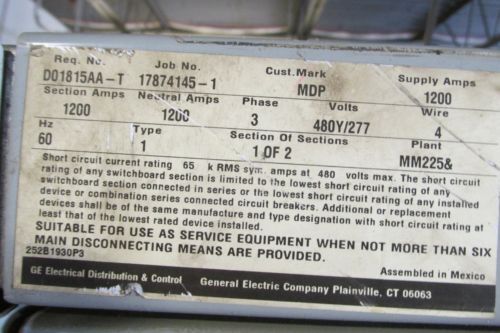 Req. No. Job No. Cust.Mark Supply Amps
D01815AA-T 17874145-1 MDP 1200
Section Amps Neutral Amps Phase Volts Wire
1200 1200 3 480Y/277 4
Hz Type Section Of Sections Plant
60 1 1 OF 2 MM225&
Short circuit current rating 65 k RMS sym. amps at 480 volts max. The short circuit
rating of any switchboard section is limited to the lowest short circuit rating of any
switchboard section connected in series or the lowest short circuit rating of any installed
device or combination series connected circuit breakers. Additional or replacement
devices shall be of the same manufacture and type designation with short circuit rating at
least that of the lowest rated device installed.
SUITABLE FOR USE AS SERVICE EQUIPMENT WHEN NOT MORE THAN SIX
MAIN DISCONNECTING MEANS ARE PROVIDED.
252B1930P3 Assembled in Mexico
GE Electrical Distribution & Control General Electric Company Plainville, CT 06063